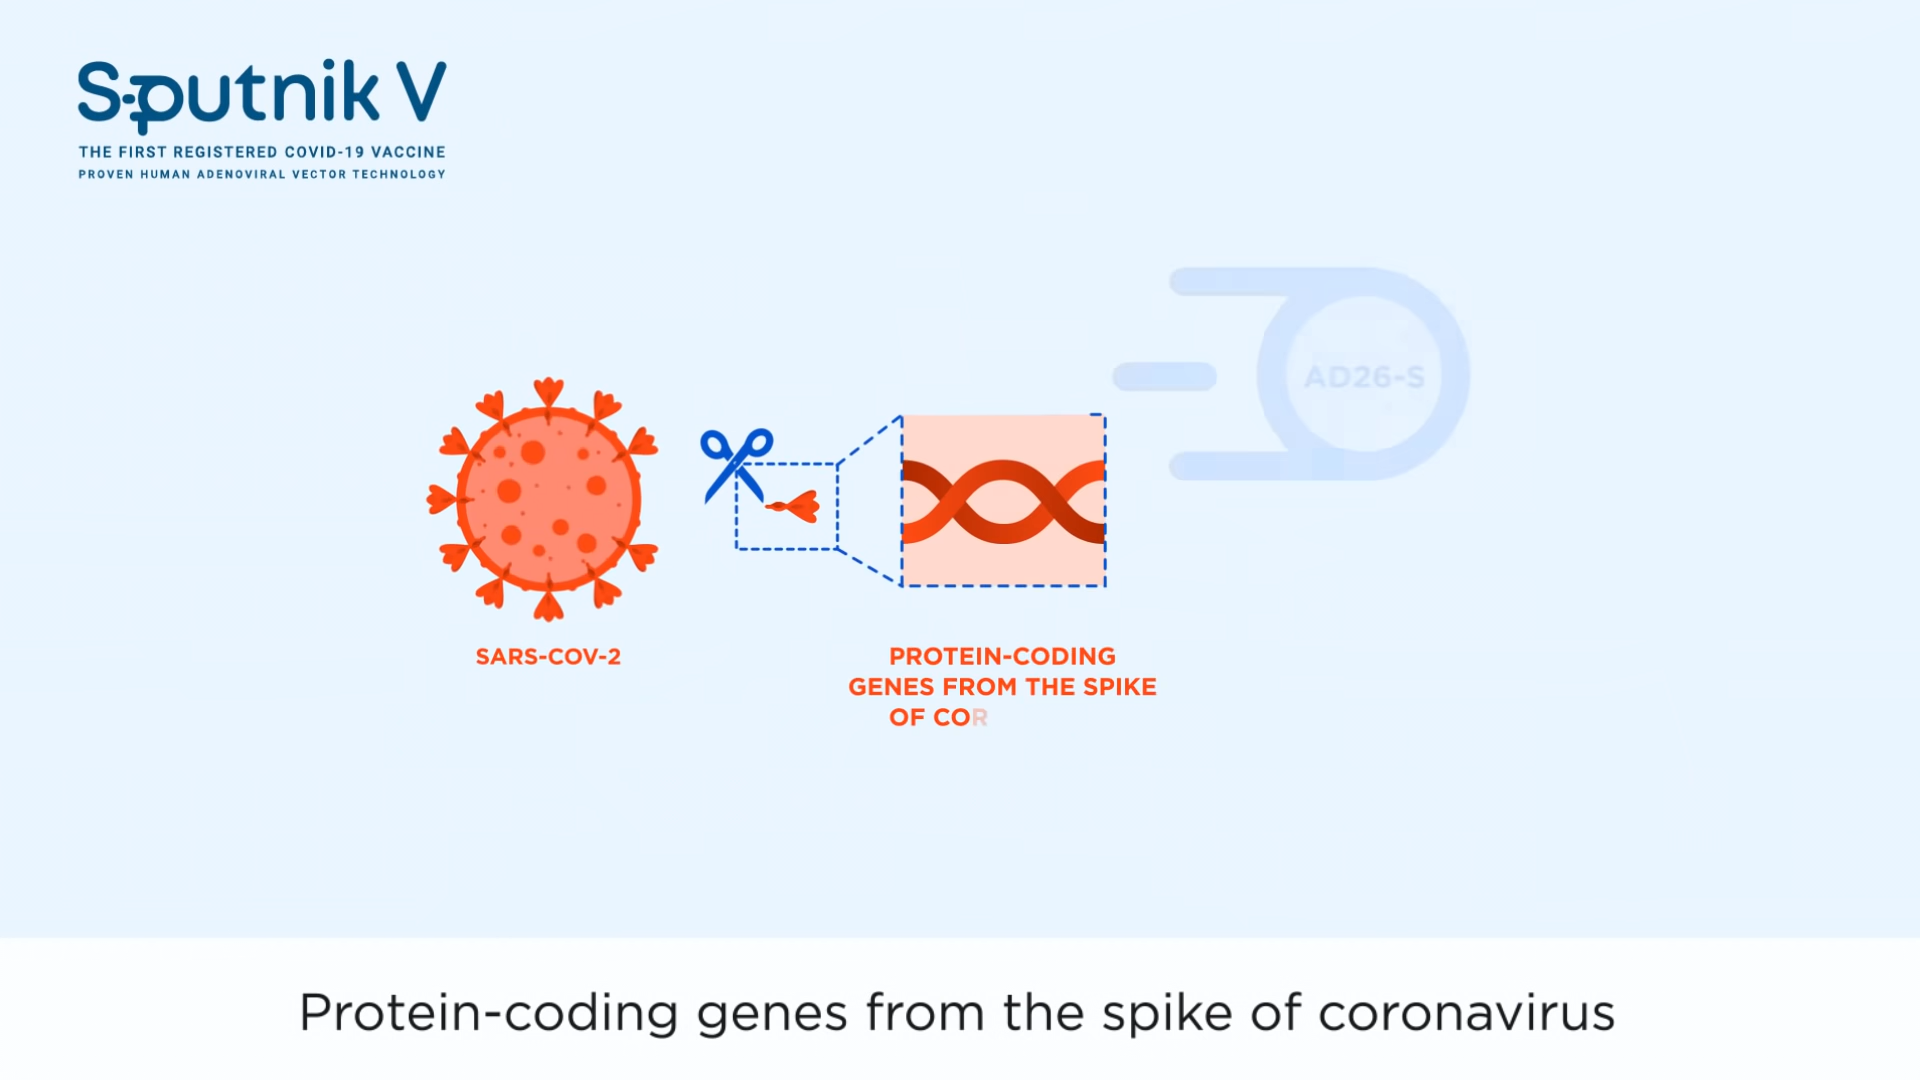 Sputnik V
THE FIRST REGISTERED COVID-19 VACCINE
PROVEN HUMAN ADENOVIRAL VECTOR TECHNOLOGY
AD26-S
SARS-COV-2
PROTEIN-CODING
GENES FROM THE SPIKE
OF COR
Protein-coding genes from the spike of coronavirus